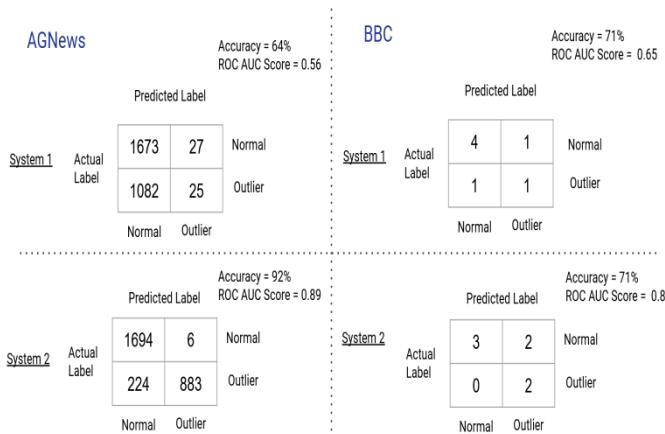 AGNews
Accuracy = 64%
ROC AUC Score = 0.56
Predicted Label
System 1
Actual
Label
1673 27 Normal
1082 25 Outlier
Normal Outlier
BBC
Accuracy = 71%
ROC AUC Score = 0.65
Predicted Label
System 1
Actual
Label
4 1 Normal
1 1 Outlier
Normal Outlier
Accuracy = 92%
ROC AUC Score = 0.89
Predicted Label
System 2
Actual
Label
1694 6 Normal
224 883 Outlier
Normal Outlier
Accuracy = 71%
ROC AUC Score = 0.8
Predicted Label
System 2
Actual
Label
3 2 Normal
0 2 Outlier
Normal Outlier